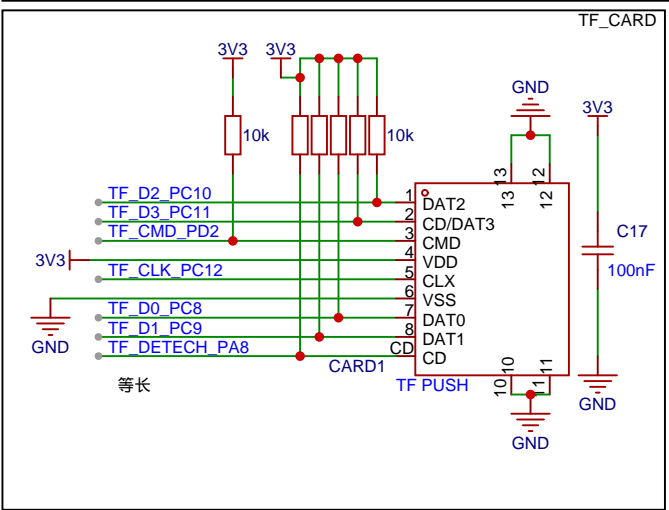 TF_CARD
3V3
3V3
10k
10k
GND
3V3
13
12
13
12
TF_D2_PC10
1
DAT2
TF_D3_PC11
2
CD/DAT3
TF_CMD_PD2
3
CMD
3V3
4
VDD
TF_CLK_PC12
5
CLX
6
VSS
TF_D0_PC8
7
DAT0
TF_D1_PC9
8
DAT1
TF_DETECH_PA8
CD
CD
GND
C17
100nF
CARD1
TF PUSH
等长
10
11
10
11
GND
GND